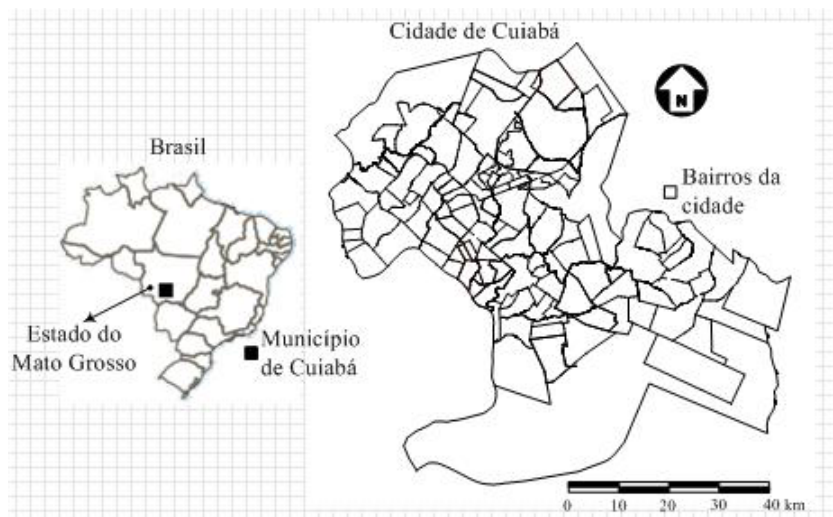 Cidade de Cuiabá
N
Brasil
Bairros da
cidade
Estado do
Mato Grosso
Município
de Cuiabá
0 10 20 30 40 km